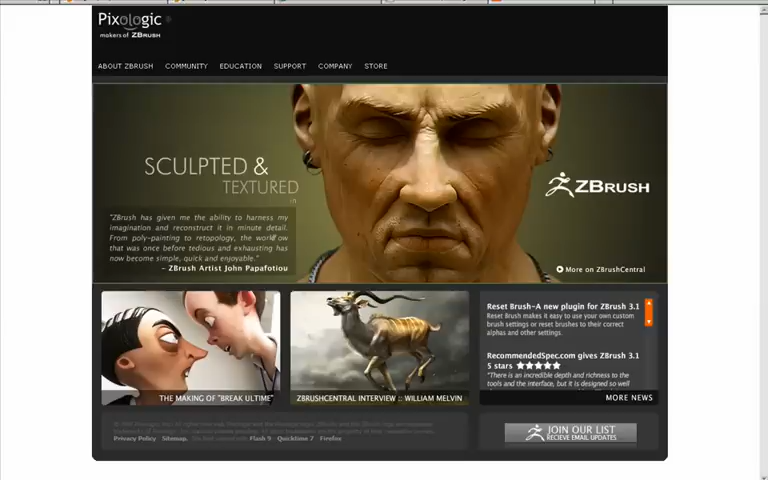 Pixologic
makers of ZBRUSH
ABOUT ZBRUSH COMMUNITY EDUCATION SUPPORT COMPANY STORE
SCULPTED &
TEXTURED
in
ZBRUSH
"ZBrush has given me the ability to harness my
imagination and reconstruct it in minute detail.
From poly-painting to retopology, the workflow
that was once before tedious and exhausting has
now become simple, quick and enjoyable."
– ZBrush Artist John Papafotiou
More on ZBrushCentral
THE MAKING OF "BREAK ULTIME"
ZBRUSHCENTRAL INTERVIEW :: WILLIAM MELVIN
Reset Brush-A new plugin for ZBrush 3.1
Reset Brush makes it easy to use your own custom
brush settings or reset brushes to their correct
alphas and other settings.
RecommendedSpec.com gives ZBrush 3.1
5 stars
"There is an incredible depth and richness to the
tools and the interface, but it is designed so well
MORE NEWS
Privacy Policy Sitemap. Flash 9 · Quicktime 7 · Firefox
JOIN OUR LIST
RECIEVE EMAIL UPDATES